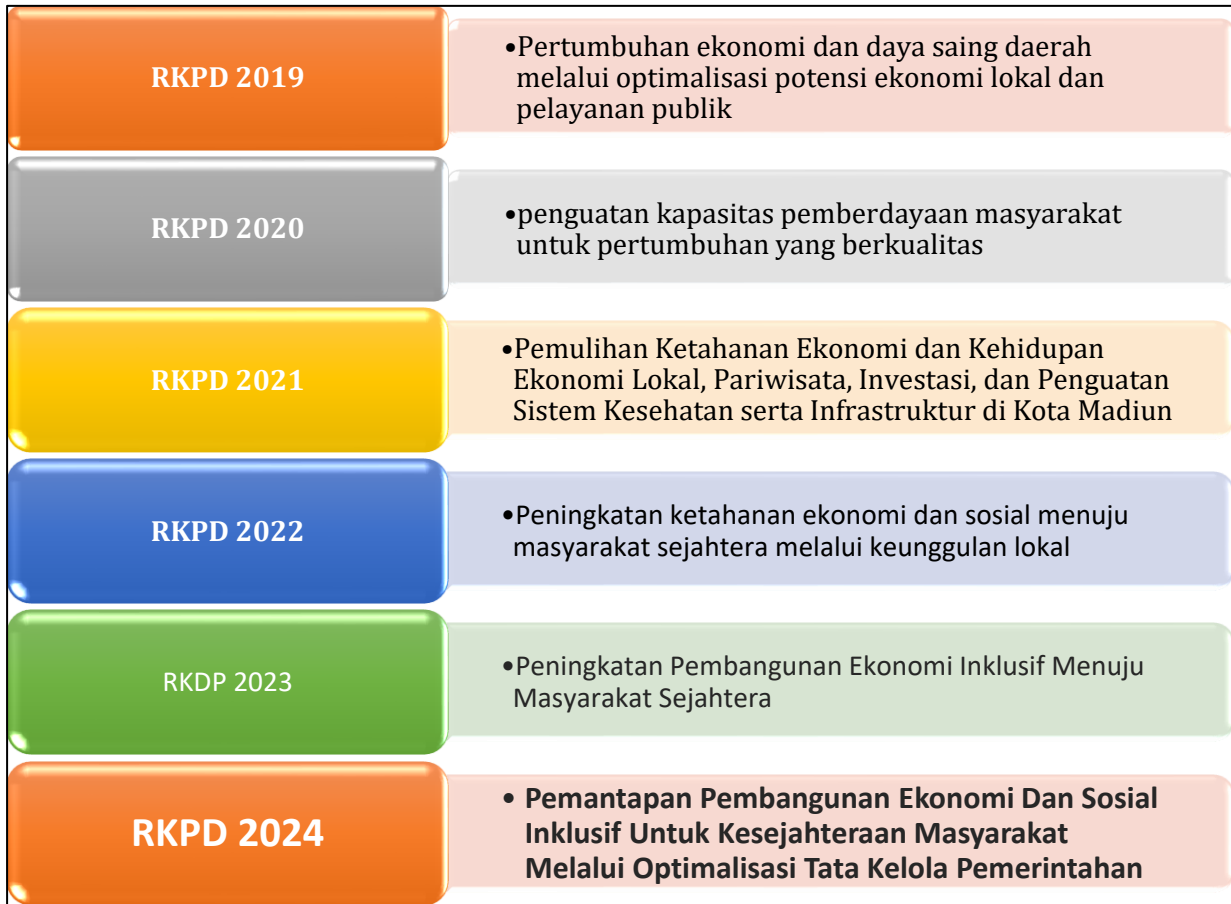 RKPD 2019
•Pertumbuhan ekonomi dan daya saing daerah
melalui optimalisasi potensi ekonomi lokal dan
pelayanan publik
RKPD 2020
•penguatan kapasitas pemberdayaan masyarakat
untuk pertumbuhan yang berkualitas
RKPD 2021
•Pemulihan Ketahanan Ekonomi dan Kehidupan
Ekonomi Lokal, Pariwisata, Investasi, dan Penguatan
Sistem Kesehatan serta Infrastruktur di Kota Madiun
RKPD 2022
•Peningkatan ketahanan ekonomi dan sosial menuju
masyarakat sejahtera melalui keunggulan lokal
RKDP 2023
•Peningkatan Pembangunan Ekonomi Inklusif Menuju
Masyarakat Sejahtera
RKPD 2024
• Pemantapan Pembangunan Ekonomi Dan Sosial
Inklusif Untuk Kesejahteraan Masyarakat
Melalui Optimalisasi Tata Kelola Pemerintahan